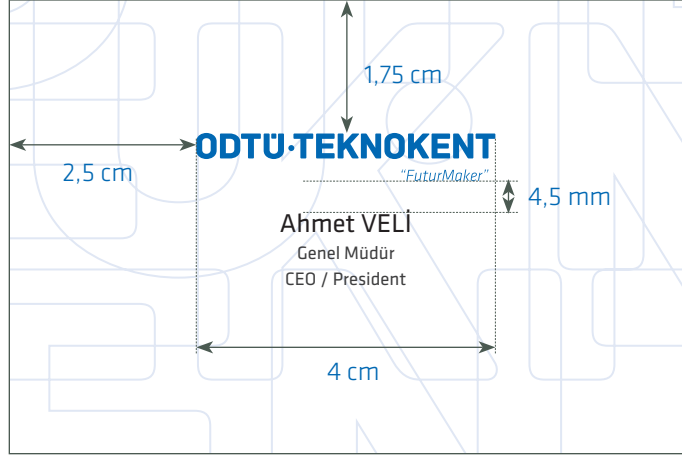 1,75 cm
ODTÜ·TEKNOKENT
2,5 cm
"FuturMaker"
4,5 mm
Ahmet VELİ
Genel Müdür
CEO / President
4 cm